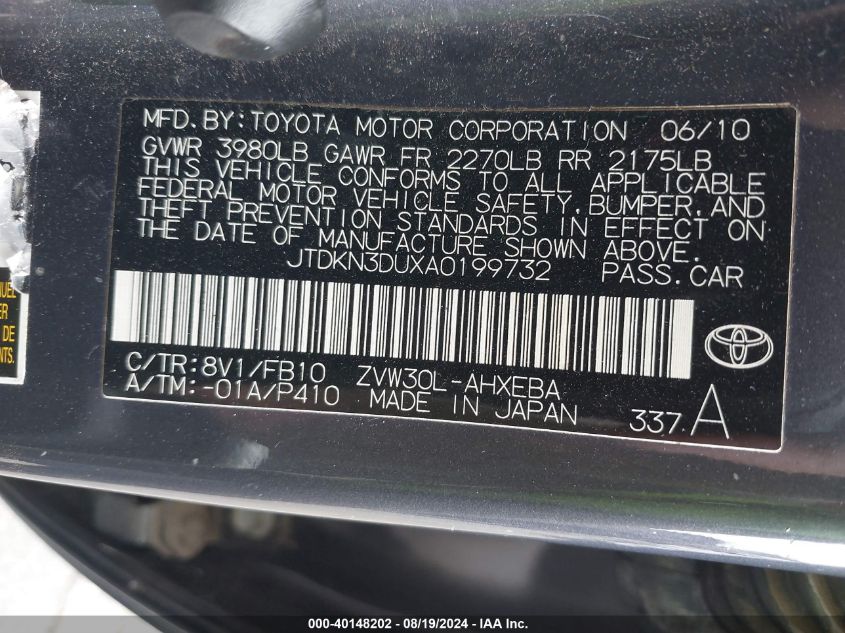 MFD.BY:TOYOTA MOTOR CORPORATION 06/10
GVWR 3980LB GAWR FR 2270LB RR 2175LB
THIS VEHICLE CONFORMS TO ALL APPLICABLE
FEDERAL MOTOR VEHICLE SAFETY, BUMPER, AND
THEFT PREVENTION STANDARDS IN EFFECT ON
THE DATE OF MANUFACTURE SHOWN ABOVE.
JTDKN3DUXA0199732 PASS.CAR
C/TR:8V1/FB10 ZVW30L-AHXEBA
A/TM:-01A/P410 MADE IN JAPAN 337 A
DE
000-40148202 - 08/19/2024 - IAA Inc.